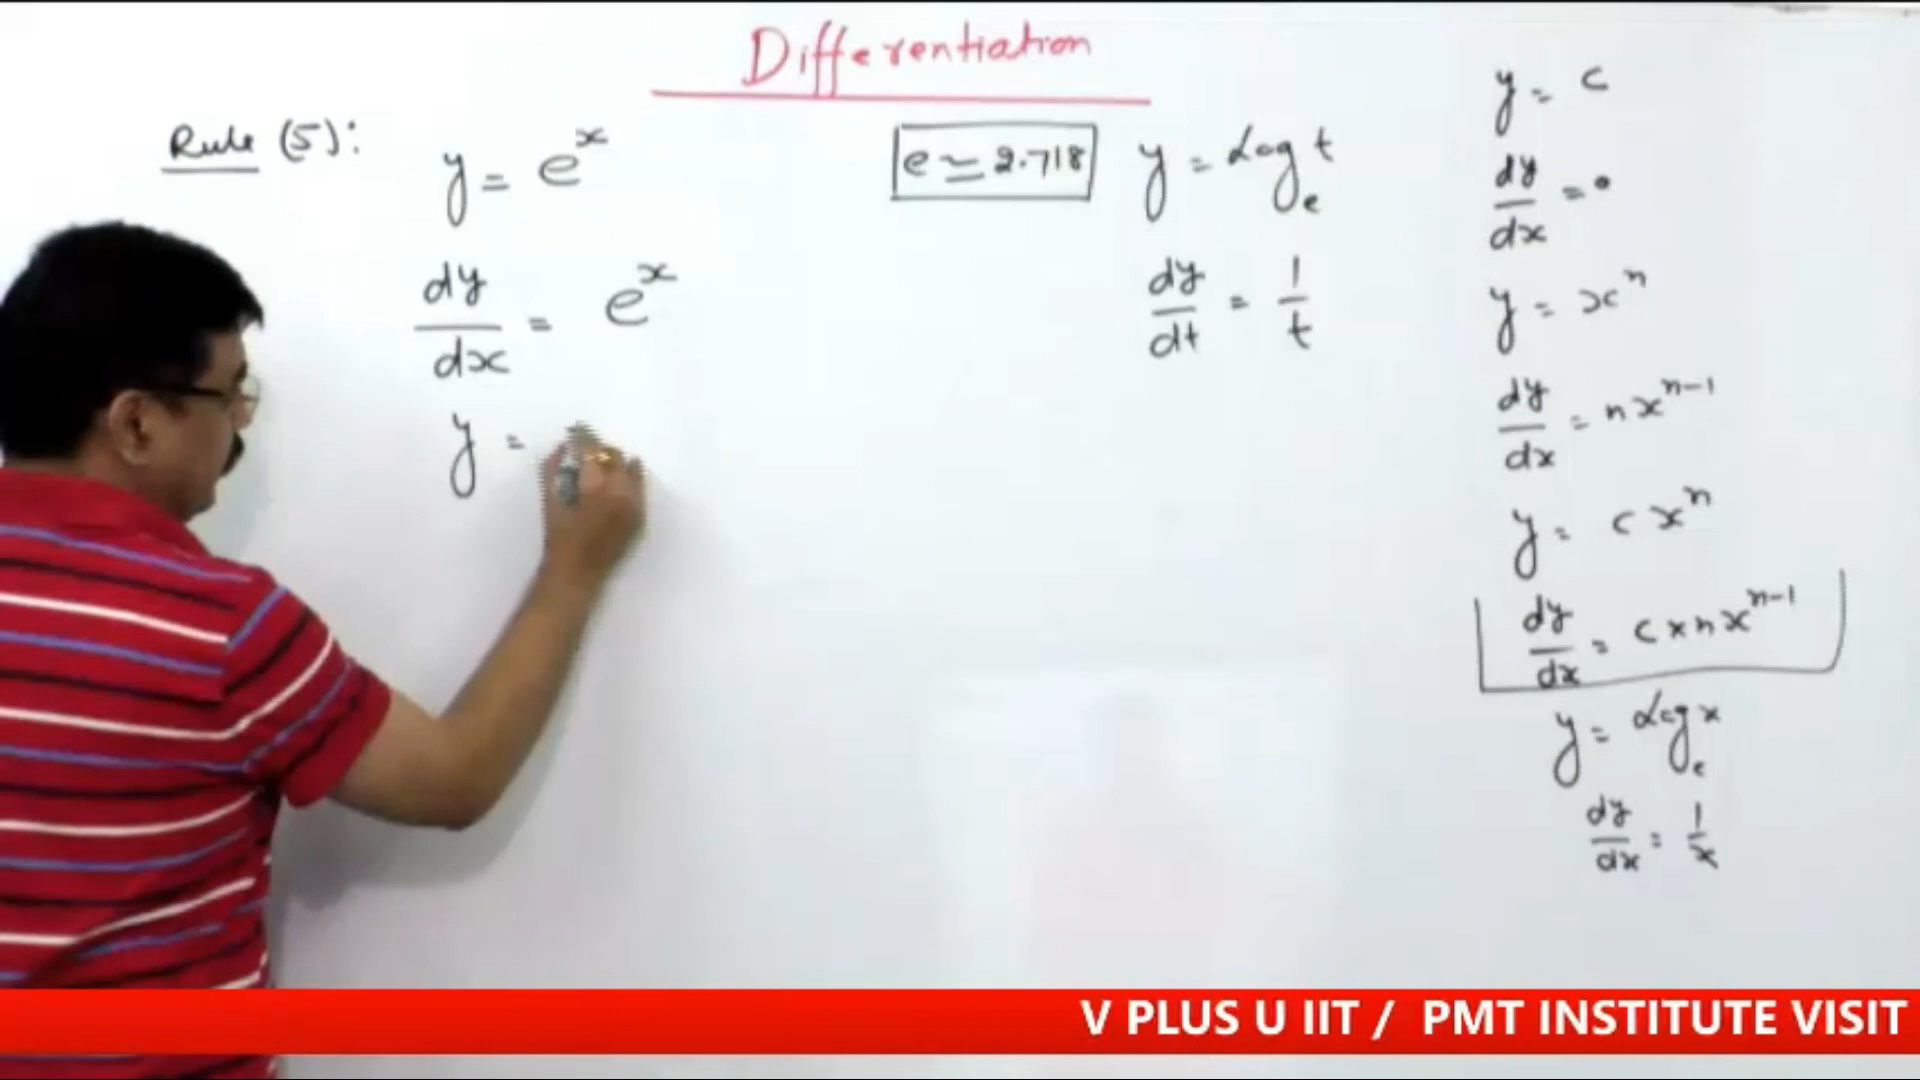 Differentiation
Rule (5):
y = e^x
dy/dx = e^x
y =
e ≃ 2.718
y = log_e t
dy/dt = 1/t
y = c
dy/dx = 0
y = x^n
dy/dx = nx^(n-1)
y = cx^n
dy/dx = c×nx^(n-1)
y = log_e x
dy/dx = 1/x
V PLUS U IIT / PMT INSTITUTE VISIT